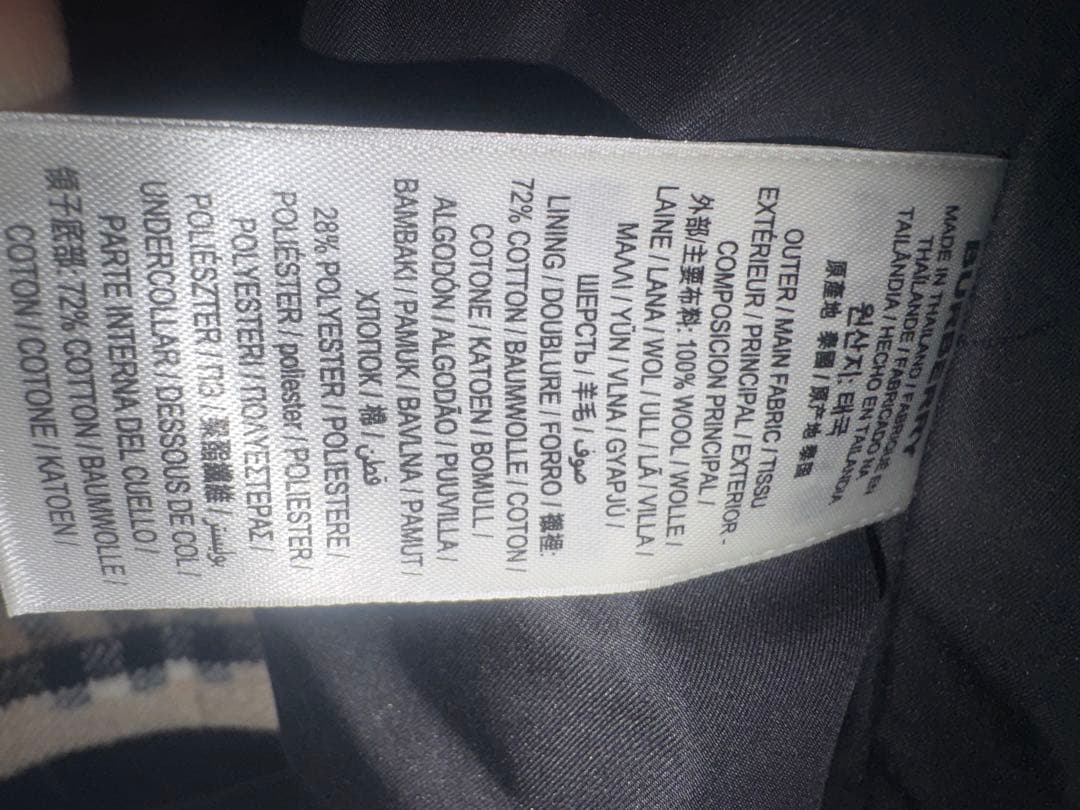 BURBERRY
MADE IN THAILAND / FABRIQUE EN
THAÏLANDE / FABRICADO NA
TAILÂNDIA / HECHO EN TAILANDIA
원산지: 태국
原產地 泰國 原产地 泰国
OUTER / MAIN FABRIC / TISSU
EXTÉRIEUR / PRINCIPAL / EXTERIOR -
COMPOSICION PRINCIPAL /
外部/主要布料: 100% WOOL / WOLLE /
LAINE / LANA / WOL / ULL / LÃ / VILLA /
ΜΑΛΛΙ / YÜN / VLNA / GYAPJÚ /
ШЕРСТЬ / 羊毛 / صوف
LINING / DOUBLURE / FORRO / 襯裡:
72% COTTON / BAUMWOLLE / COTON /
COTONE / KATOEN / BOMULL /
ALGODÓN / ALGODÃO / PUUVILLA /
BAMBAKI / PAMUK / BAVLNA / PAMUT /
ХЛОПОК / 棉 / قطن
28% POLYESTER / POLIESTERE /
POLIÉSTER / poliester / POLIESTER /
POLYESTERI / ΠΟΛΥΕΣΤΕΡΑΣ /
POLIÉSZTER / ПЭ / 聚酯纖維 / بوليستر
UNDERCOLLAR / DESSOUS DE COL /
PARTE INTERNA DEL CUELLO /
領子底部: 72% COTTON / BAUMWOLLE /
COTON / COTONE / KATOEN /